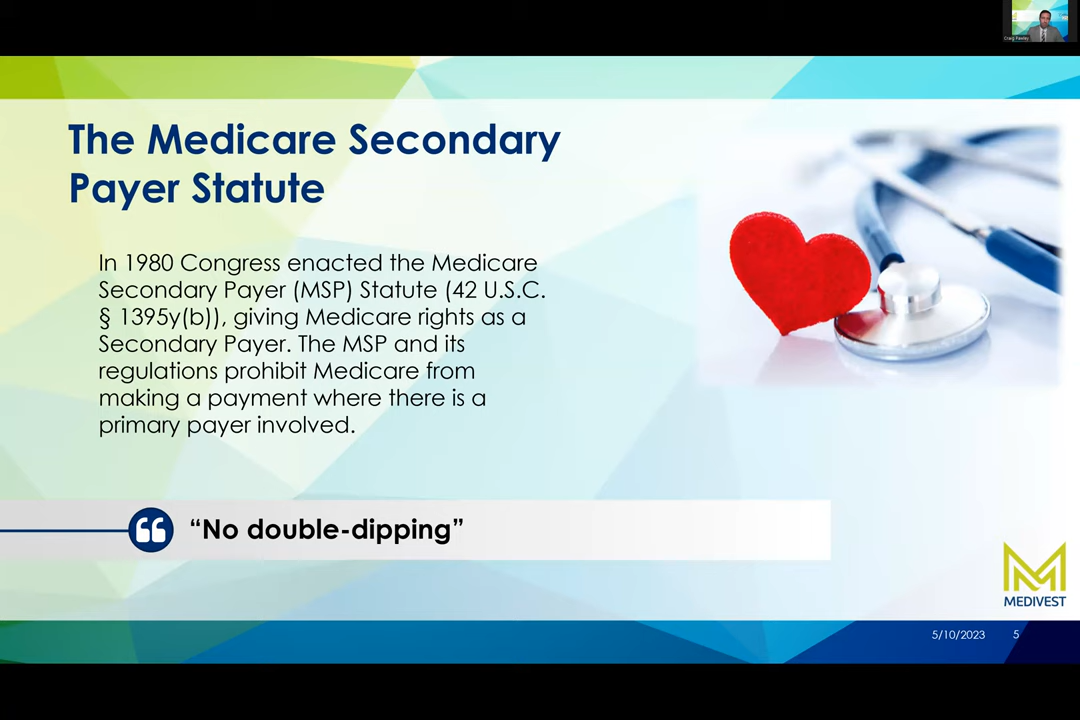 The Medicare Secondary
Payer Statute
In 1980 Congress enacted the Medicare
Secondary Payer (MSP) Statute (42 U.S.C.
§ 1395y(b)), giving Medicare rights as a
Secondary Payer. The MSP and its
regulations prohibit Medicare from
making a payment where there is a
primary payer involved.
“No double-dipping”
MEDIVEST
5/10/2023 5